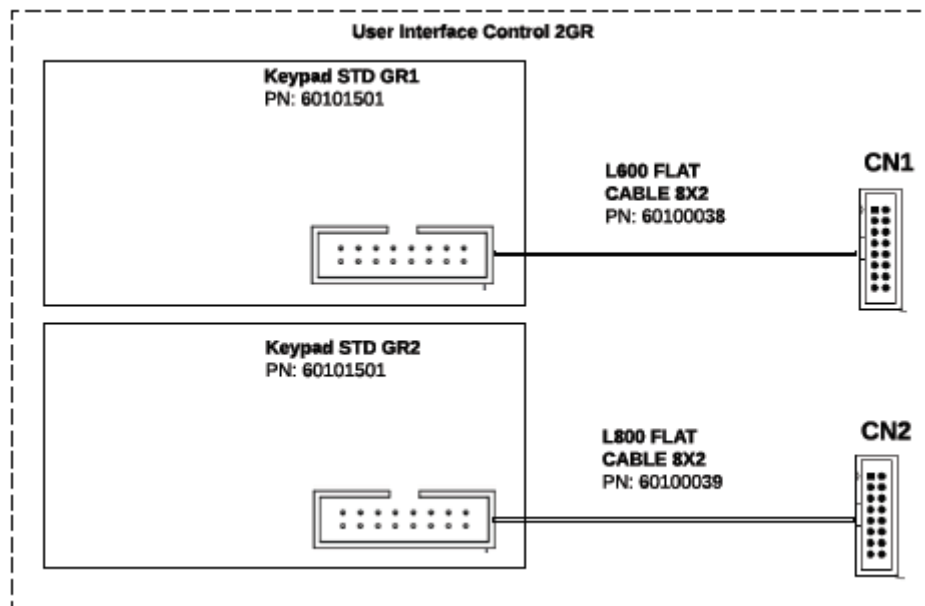 User Interface Control 2GR
Keypad STD GR1
PN: 60101501
L600 FLAT
CABLE 8X2
PN: 60100038
CN1
Keypad STD GR2
PN: 60101501
L800 FLAT
CABLE 8X2
PN: 60100039
CN2